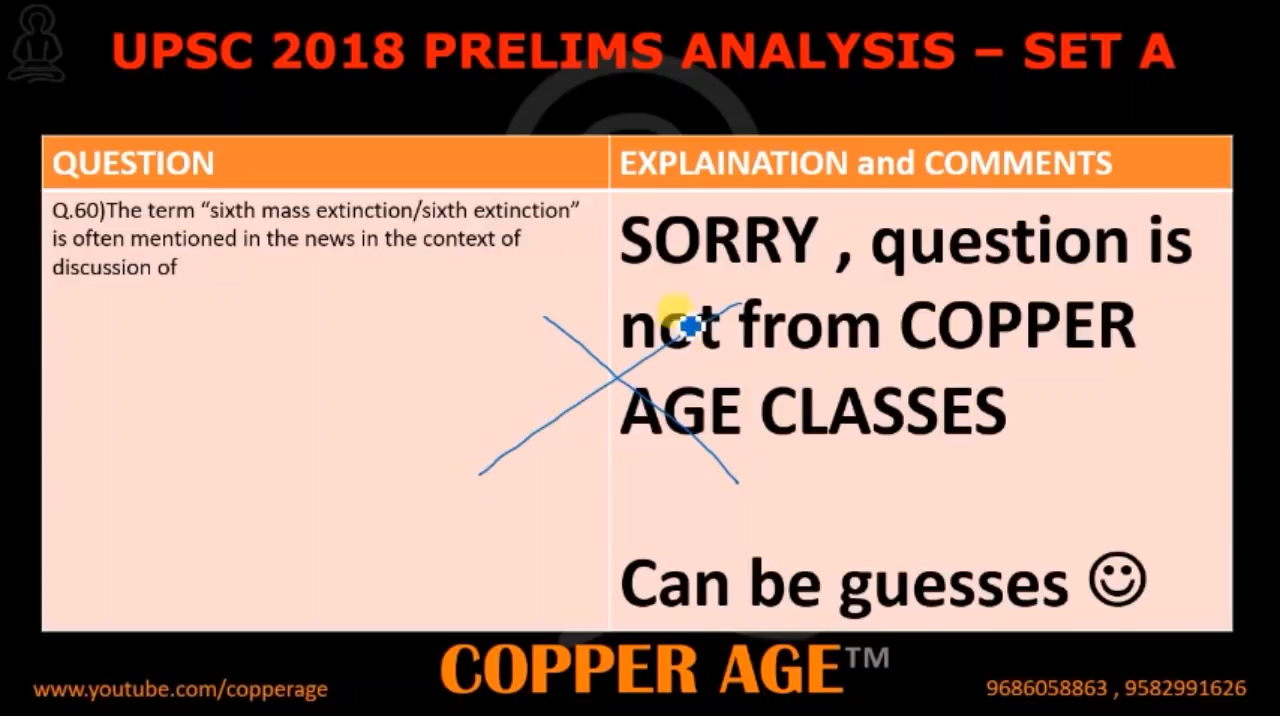 UPSC 2018 PRELIMS ANALYSIS – SET A
QUESTION
EXPLAINATION and COMMENTS
Q.60)The term “sixth mass extinction/sixth extinction”
is often mentioned in the news in the context of
discussion of
SORRY , question is
not from COPPER
AGE CLASSES
Can be guesses ☺
COPPER AGE™
www.youtube.com/copperage
9686058863 , 9582991626